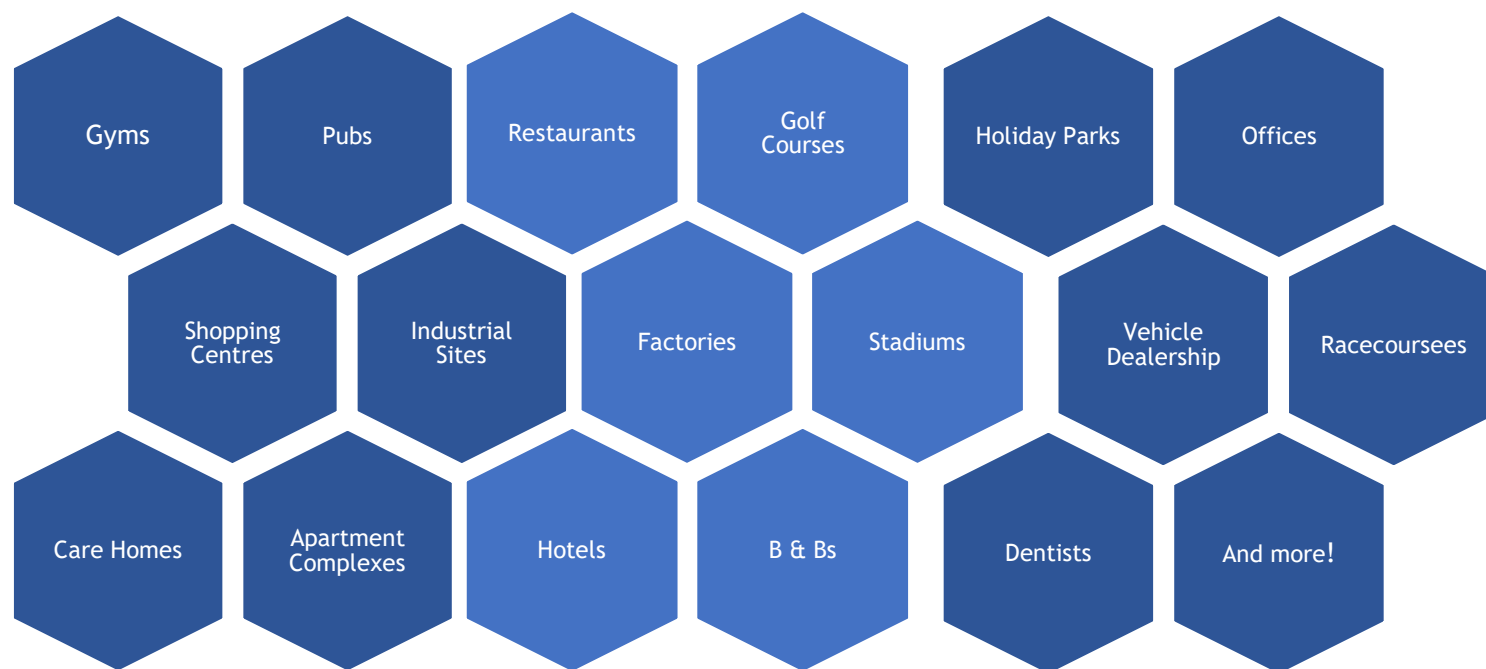 Gyms
Pubs
Restaurants
Golf
Courses
Holiday Parks
Offices
Shopping
Centres
Industrial
Sites
Factories
Stadiums
Vehicle
Dealership
Racecoursees
Care Homes
Apartment
Complexes
Hotels
B & Bs
Dentists
And more!